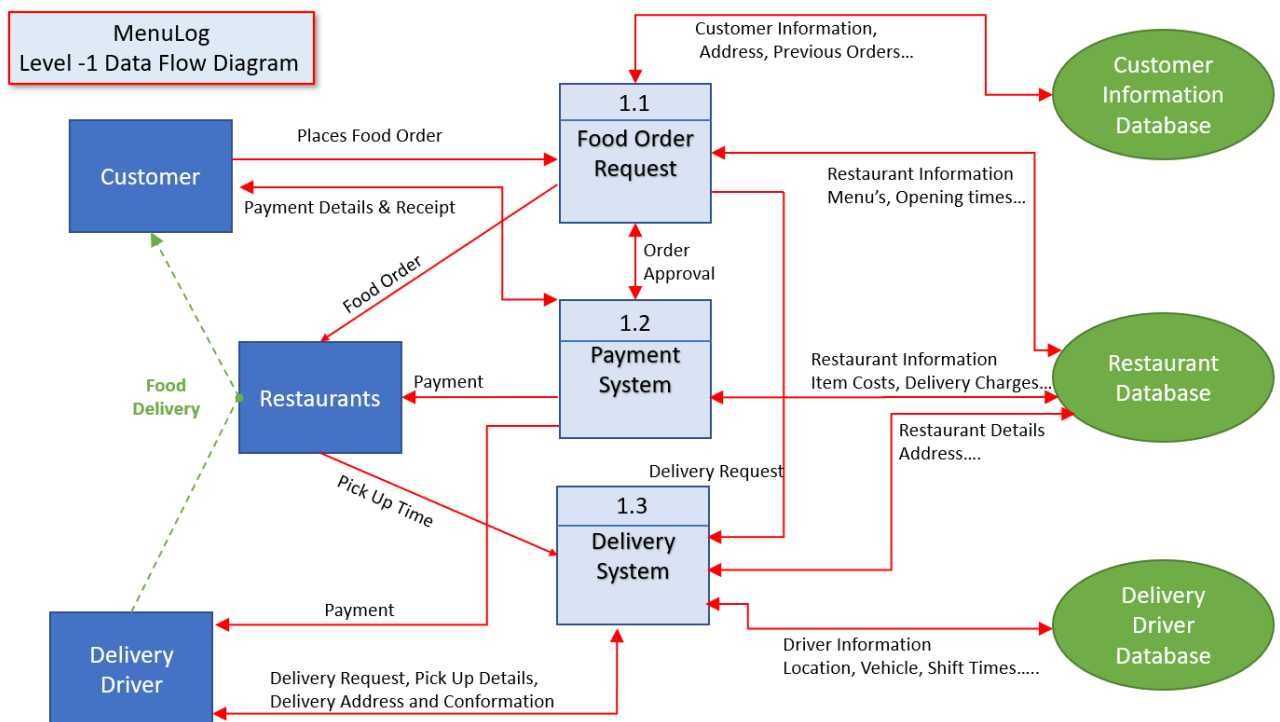 MenuLog
Level -1 Data Flow Diagram
Customer Information,
Address, Previous Orders…
Customer
Information
Database
1.1
Food Order
Request
Places Food Order
Customer
Payment Details & Receipt
Restaurant Information
Menu's, Opening times…
Order
Approval
Food Order
1.2
Payment
System
Restaurant Information
Item Costs, Delivery Charges…
Restaurant
Database
Payment
Restaurants
Food
Delivery
Restaurant Details
Address….
Delivery Request
Pick Up Time
1.3
Delivery
System
Payment
Delivery
Driver
Delivery Request, Pick Up Details,
Delivery Address and Conformation
Driver Information
Location, Vehicle, Shift Times…..
Delivery
Driver
Database